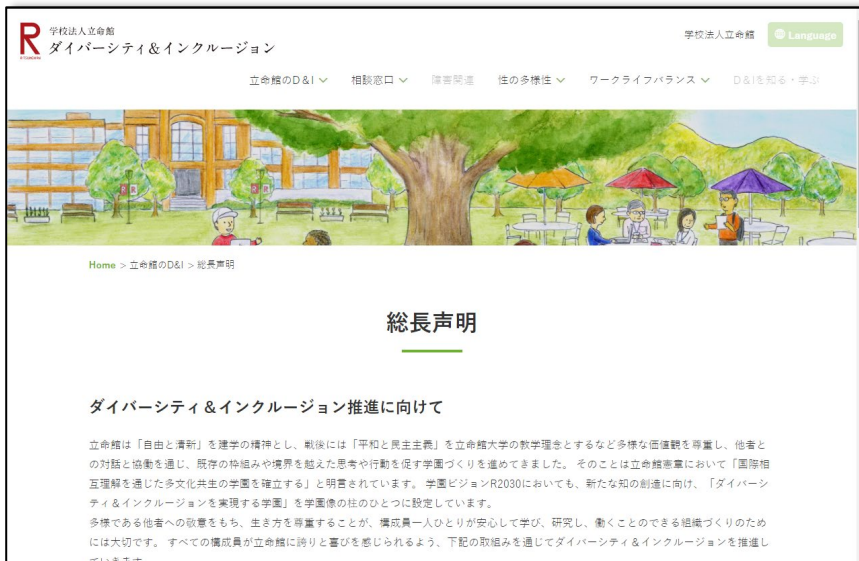 R
学校法人立命館
ダイバーシティ&インクルージョン
学校法人立命館
Language
立命館のD&I
相談窓口
障害関連
性の多様性
ワークライフバランス
D&Iを知る・学ぶ
R R
Home > 立命館のD&I > 総長声明
総長声明
ダイバーシティ&インクルージョン推進に向けて
立命館は「自由と清新」を建学の精神とし、戦後には「平和と民主主義」を立命館大学の教学理念とするなど多様な価値観を尊重し、他者と
の対話と協働を通じ、既存の枠組みや境界を越えた思考や行動を促す学園づくりを進めてきました。 そのことは立命館憲章において「国際相
互理解を通じた多文化共生の学園を確立する」と明言されています。 学園ビジョンR2030においても、新たな知の創造に向け、「ダイバーシ
ティ&インクルージョンを実現する学園」を学園像の柱のひとつに設定しています。
多様である他者への敬意をもち、生き方を尊重することが、構成員一人ひとりが安心して学び、研究し、働くことのできる組織づくりのため
には大切です。 すべての構成員が立命館に誇りと喜びを感じられるよう、下記の取組みを通じてダイバーシティ&インクルージョンを推進し
ていきます